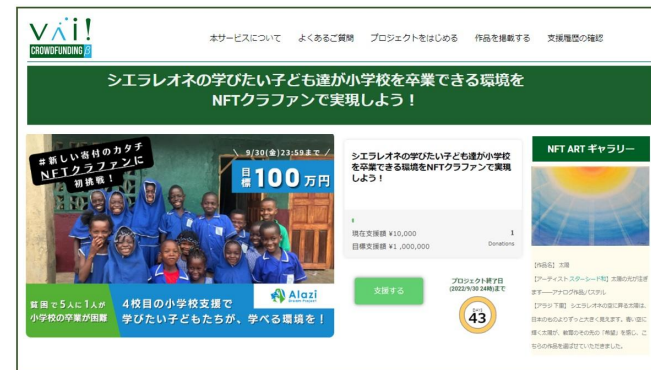 VΛi!
CROWDFUNDING β
本サービスについて よくあるご質問 プロジェクトをはじめる 作品を掲載する 支援履歴の確認
シエラレオネの学びたい子ども達が小学校を卒業できる環境を
NFTクラファンで実現しよう!
#新しい寄付のカタチ
NFTクラファンに
初挑戦!
\ 9/30(金)23:59まで /
目標100万円
貧困で5人に1人が
小学校の卒業が困難
4校目の小学校支援で
学びたい子どもたちが、学べる環境を!
Alazi
シエラレオネの学びたい子ども達が小学校
を卒業できる環境をNFTクラファンで実現
しよう!
現在支援額 ¥10,000 1
目標支援額 ¥1,000,000 Donations
支援する
プロジェクト終了日
(2022/9/30 24時)まで
DAYS
43
NFT ART ギャラリー
【作品名】太陽
【アーティスト スターシード和】太陽の光が注ぎ
ます――アナログ作品/パステル
【アラジ 下里】シエラレオネの空に昇る太陽は、
日本のものよりずっと大きく見えます。青い空に
輝く太陽が、教育のその先の「希望」を感じ、こ
ちらの作品を選ばせていただきました。